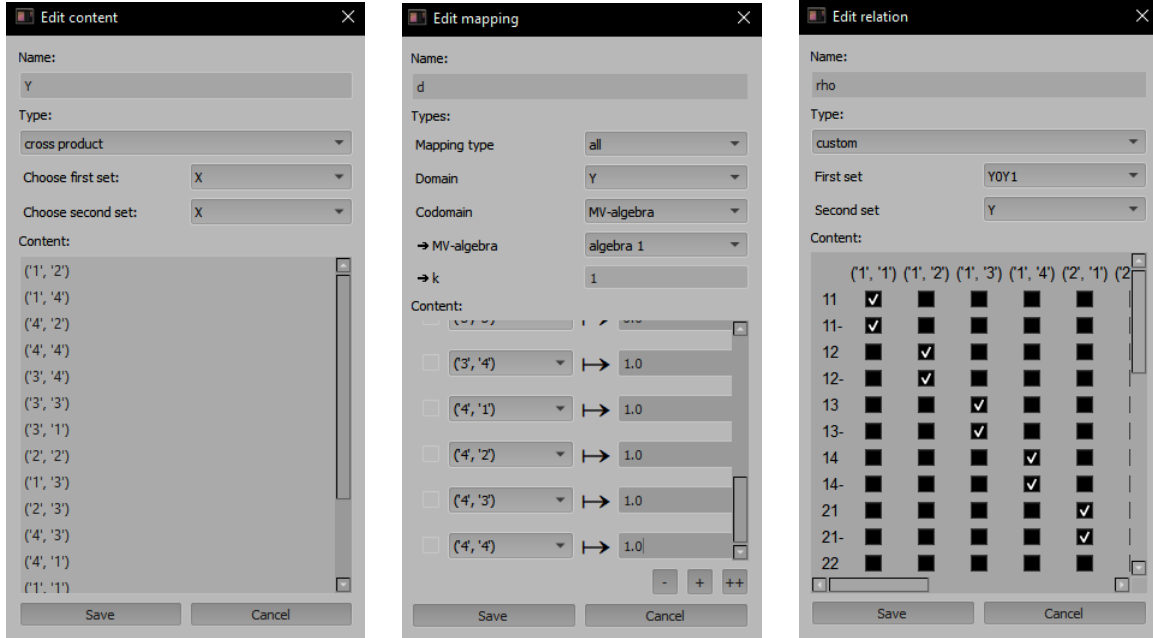 Edit content
Name:
Y
Type:
cross product
Choose first set: X
Choose second set: X
Content:
('1', '2')
('1', '4')
('4', '2')
('4', '4')
('3', '4')
('3', '3')
('3', '1')
('2', '2')
('1', '3')
('2', '3')
('4', '3')
('4', '1')
('1', '1')
Save Cancel
Edit mapping
Name:
d
Types:
Mapping type all
Domain Y
Codomain MV-algebra
➔ MV-algebra algebra 1
➔ k 1
Content:
('3', '4') ↦ 1.0
('4', '1') ↦ 1.0
('4', '2') ↦ 1.0
('4', '3') ↦ 1.0
('4', '4') ↦ 1.0
- + ++
Save Cancel
Edit relation
Name:
rho
Type:
custom
First set Y0Y1
Second set Y
Content:
('1', '1') ('1', '2') ('1', '3') ('1', '4') ('2', '1') ('2
11
11-
12
12-
13
13-
14
14-
21
21-
22
Save Cancel